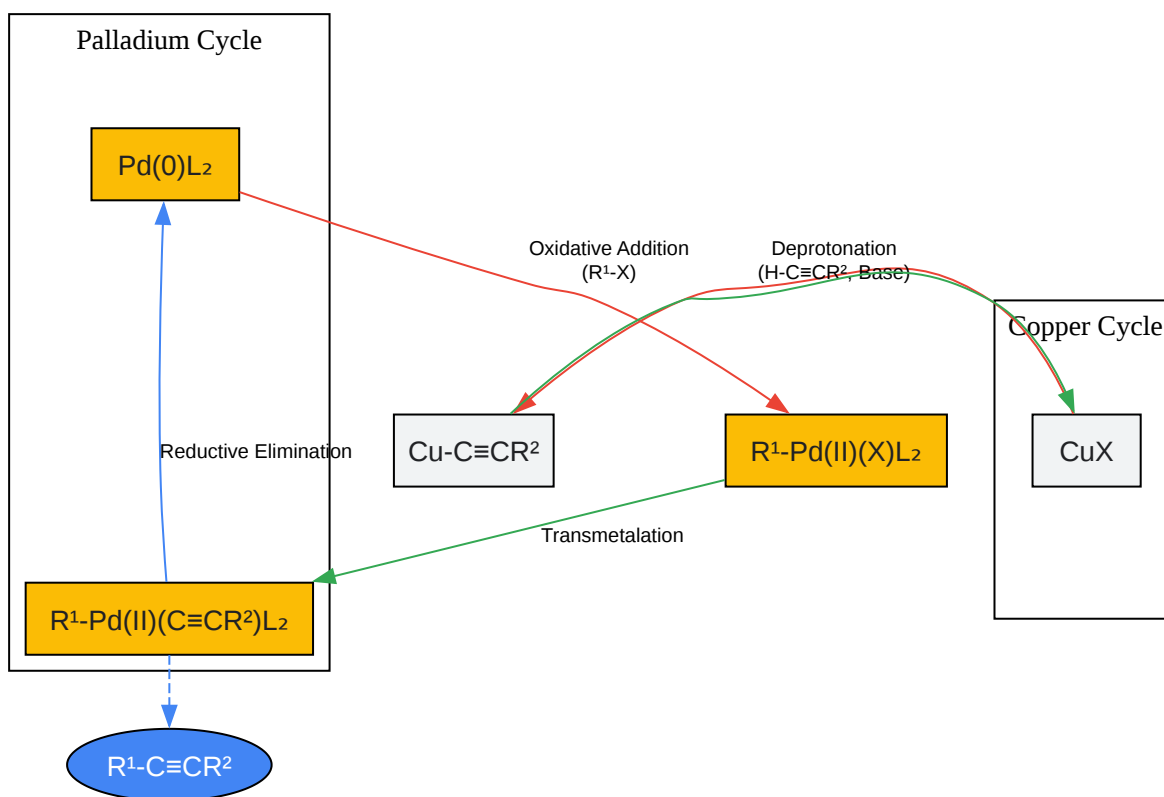 Palladium Cycle
Pd(0)L₂
Oxidative Addition
(R¹-X)
Deprotonation
(H-C≡CR², Base)
Copper Cycle
Cu-C≡CR²
R¹-Pd(II)(X)L₂
CuX
Reductive Elimination
Transmetalation
R¹-Pd(II)(C≡CR²)L₂
R¹-C≡CR²